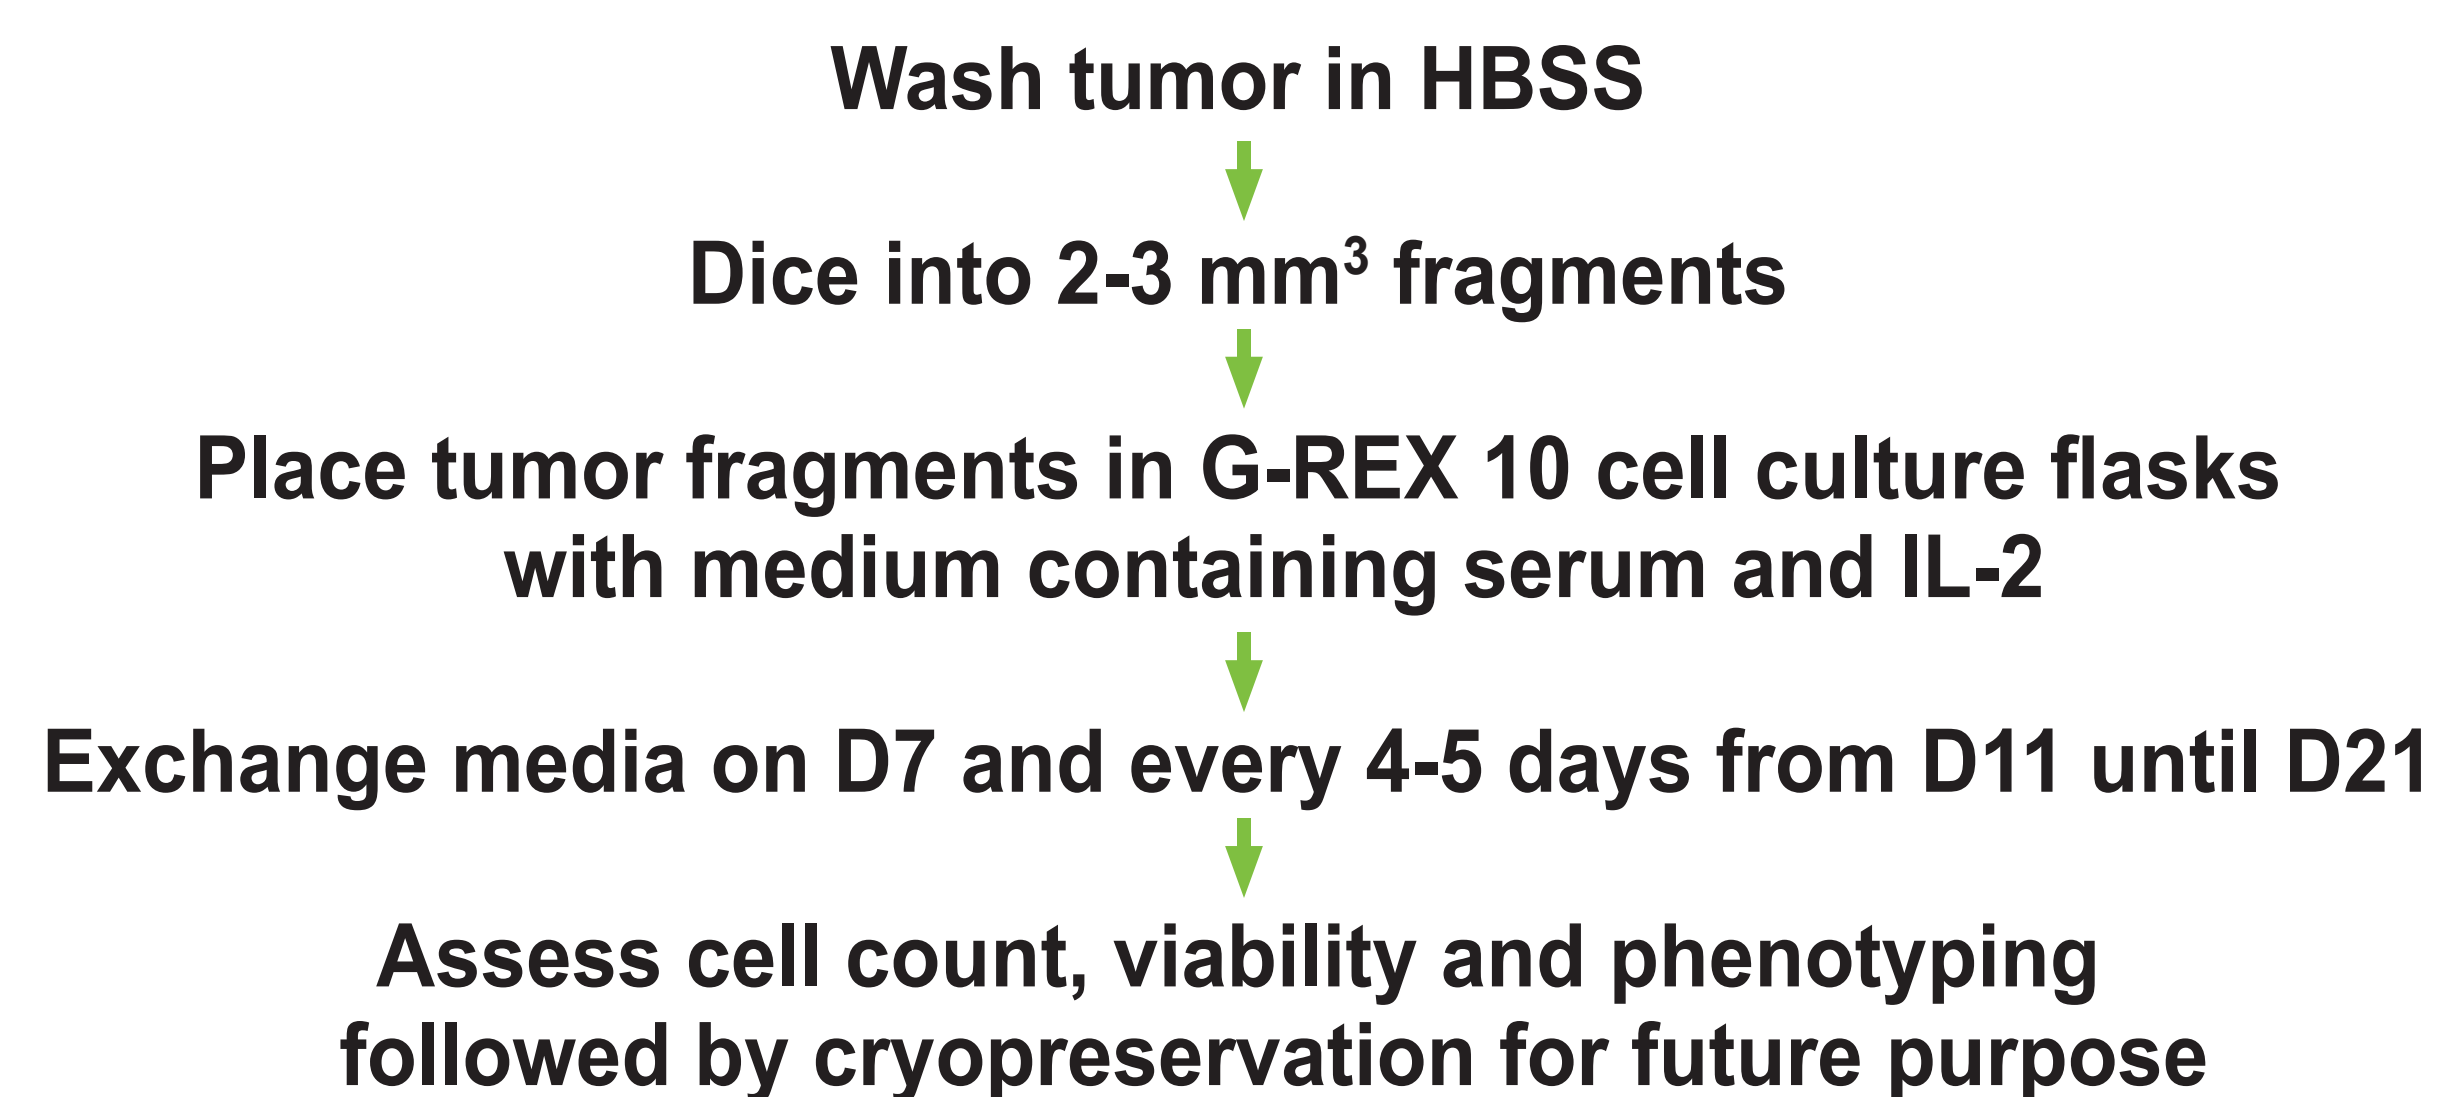 Wash tumor in HBSS
Dice into 2-3 mm³ fragments
Place tumor fragments in G-REX 10 cell culture flasks
with medium containing serum and IL-2
Exchange media on D7 and every 4-5 days from D11 until D21
Assess cell count, viability and phenotyping
followed by cryopreservation for future purpose